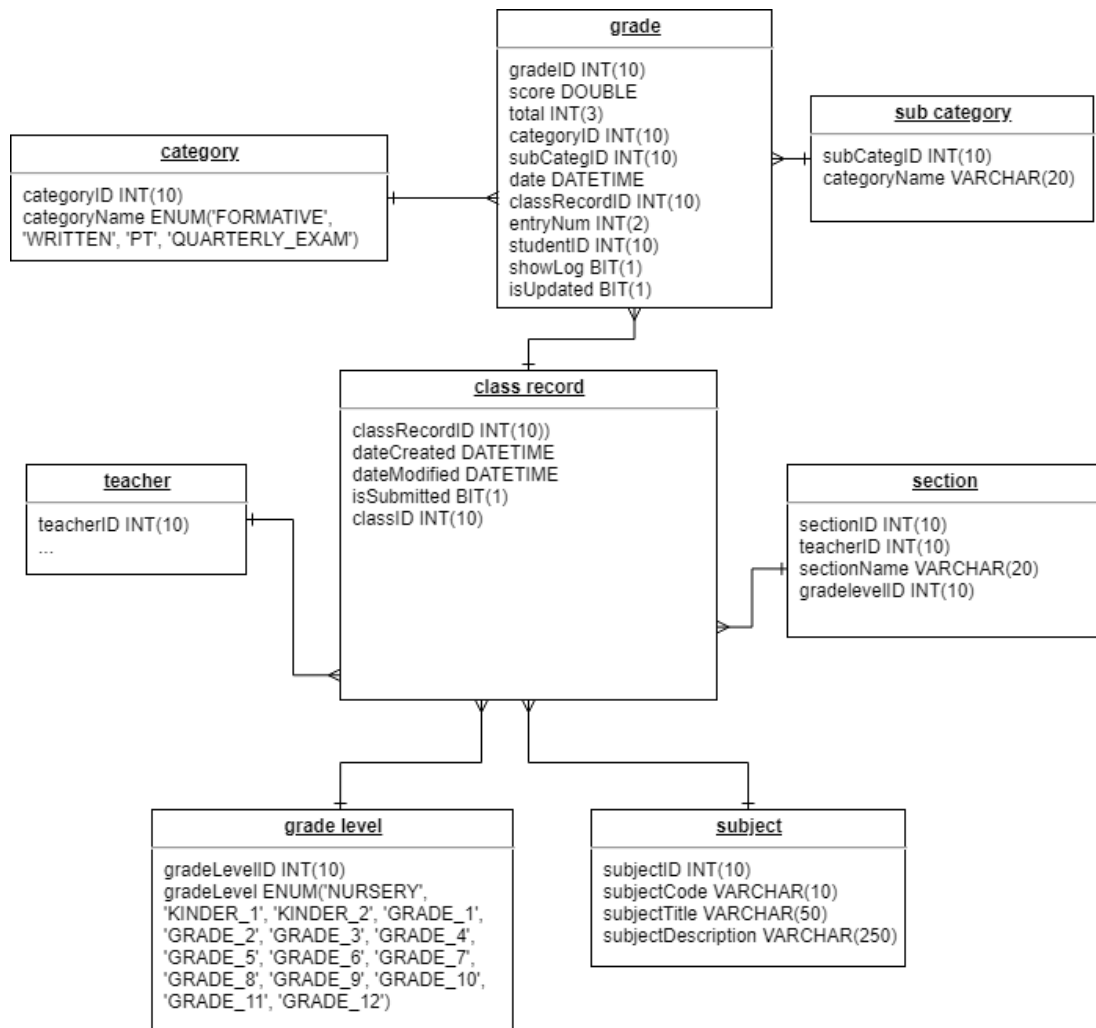 grade
gradeID INT(10)
score DOUBLE
total INT(3)
categoryID INT(10)
subCategID INT(10)
date DATETIME
classRecordID INT(10)
entryNum INT(2)
studentID INT(10)
showLog BIT(1)
isUpdated BIT(1)
sub category
subCategID INT(10)
categoryName VARCHAR(20)
category
categoryID INT(10)
categoryName ENUM('FORMATIVE',
'WRITTEN', 'PT', 'QUARTERLY_EXAM')
class record
classRecordID INT(10))
dateCreated DATETIME
dateModified DATETIME
isSubmitted BIT(1)
classID INT(10)
teacher
teacherID INT(10)
...
section
sectionID INT(10)
teacherID INT(10)
sectionName VARCHAR(20)
gradelevelID INT(10)
grade level
gradeLevelID INT(10)
gradeLevel ENUM('NURSERY',
'KINDER_1', 'KINDER_2', 'GRADE_1',
'GRADE_2', 'GRADE_3', 'GRADE_4',
'GRADE_5', 'GRADE_6', 'GRADE_7',
'GRADE_8', 'GRADE_9', 'GRADE_10',
'GRADE_11', 'GRADE_12')
subject
subjectID INT(10)
subjectCode VARCHAR(10)
subjectTitle VARCHAR(50)
subjectDescription VARCHAR(250)